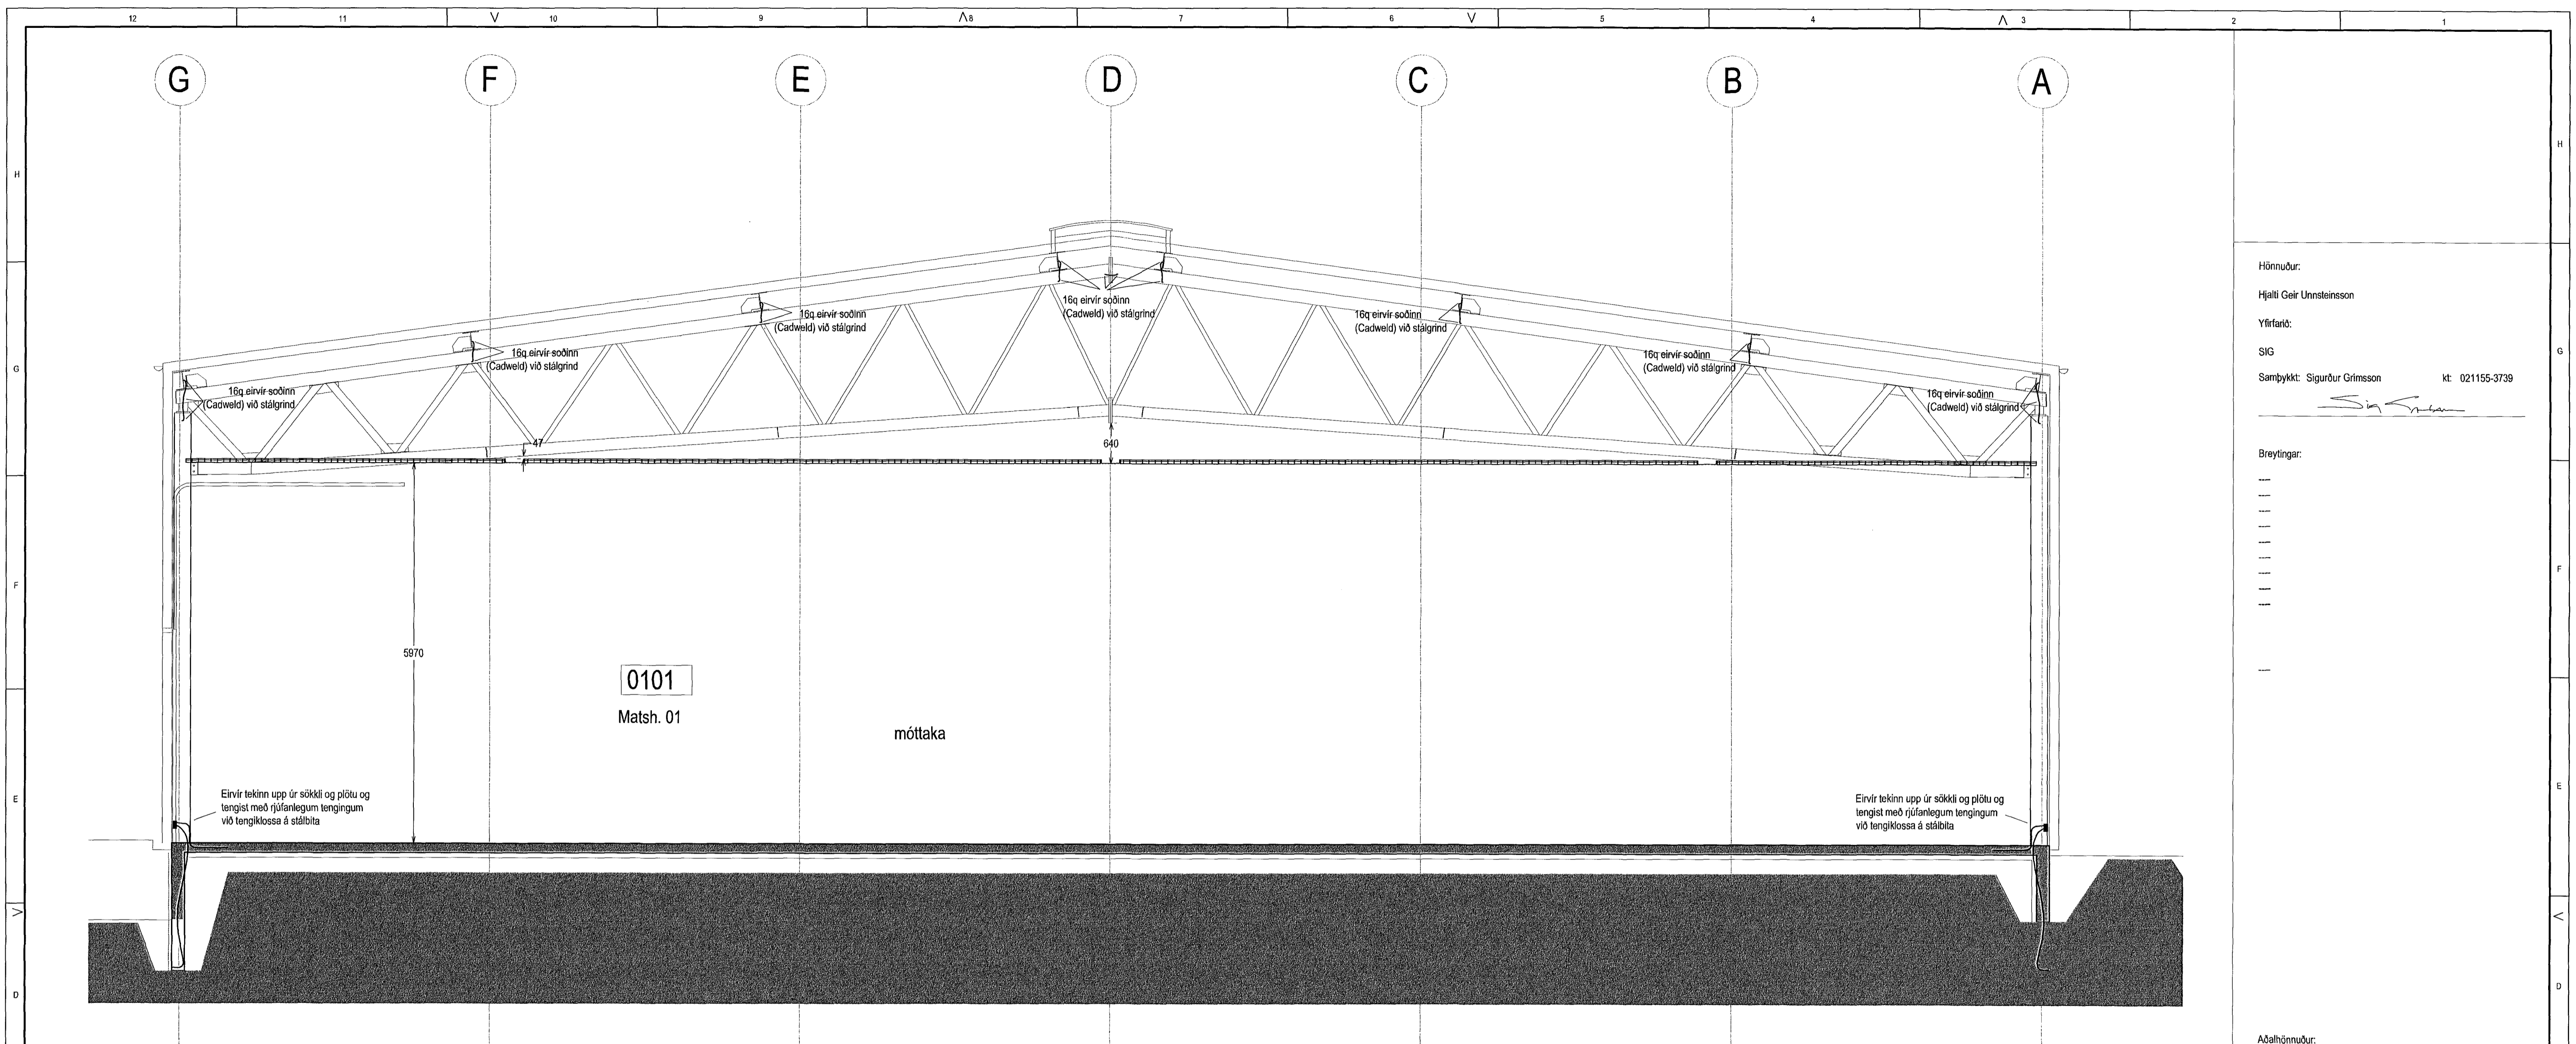 12 11 10 9 8 7 6 5 4 3 2 1
G F E D C B A
H H
Hönnuður:
Hjalti Geir Unnsteinsson
Yfirfarið:
SIG
Samþykkt: Sigurður Grímsson kt: 021155-3739
Breytingar:
16q eirvír soðinn
(Cadweld) við stálgrind
16q eirvír soðinn
(Cadweld) við stálgrind
16q eirvír soðinn
(Cadweld) við stálgrind
16q eirvír soðinn
(Cadweld) við stálgrind
16q eirvír soðinn
(Cadweld) við stálgrind
16q eirvír soðinn
(Cadweld) við stálgrind
16q eirvír soðinn
(Cadweld) við stálgrind
G G
47
640
F F
5970
0101
Matsh. 01
móttaka
E E
Eirvír tekinn upp úr sökkli og plötu og
tengist með rjúfanlegum tengingum
við tengiklossa á stálbita
Eirvír tekinn upp úr sökkli og plötu og
tengist með rjúfanlegum tengingum
við tengiklossa á stálbita
D D
Aðalhönnuður: